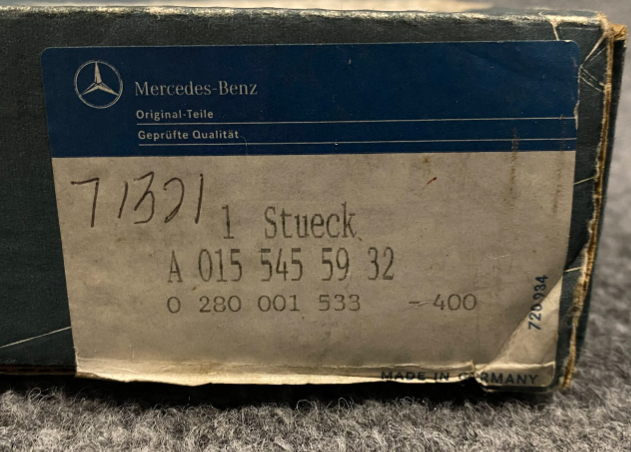 Mercedes-Benz
Original-Teile
Geprüfte Qualität
71321
1 Stueck
A 015 545 59 32
0 280 001 533 - 400
720934
MADE IN GERMANY